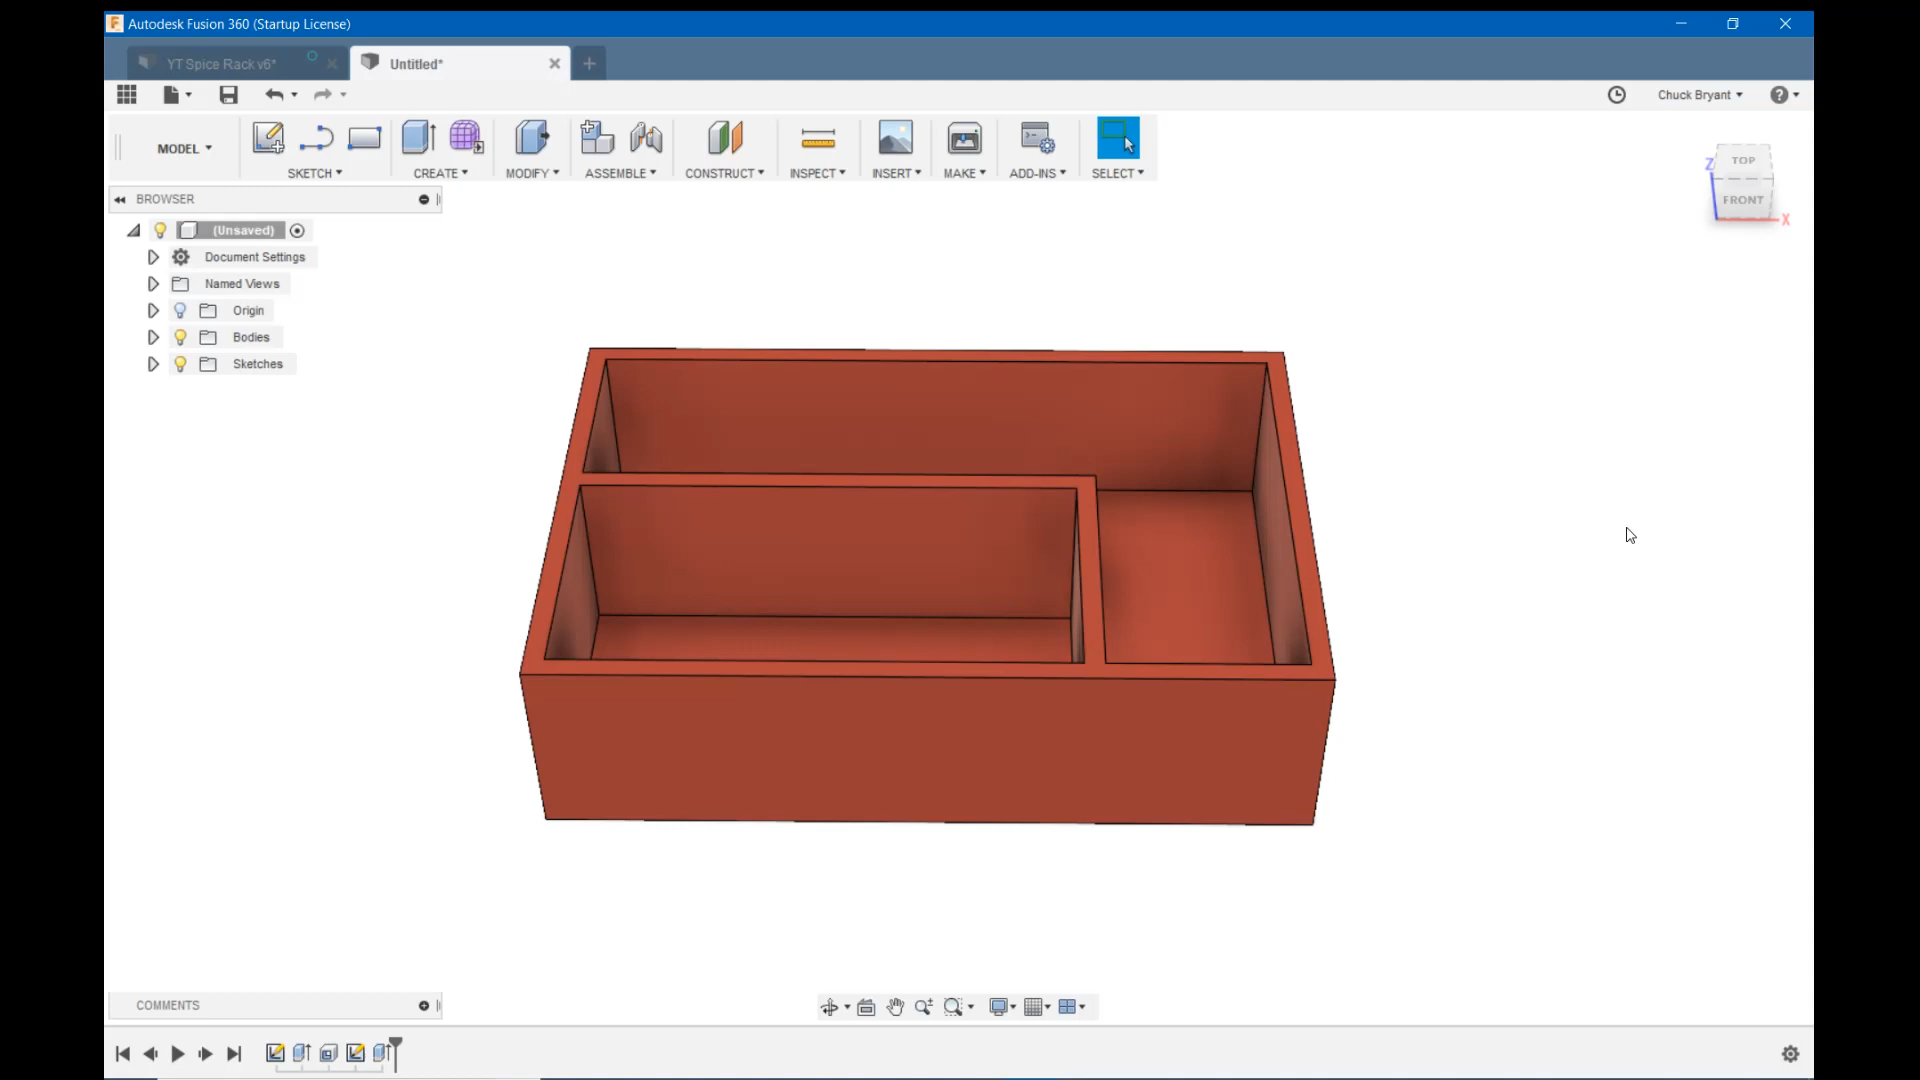 Autodesk Fusion 360 (Startup License)
YT Spice Rack v6*
Untitled*
Chuck Bryant
MODEL
SKETCH
CREATE
MODIFY
ASSEMBLE
CONSTRUCT
INSPECT
INSERT
MAKE
ADD-INS
SELECT
BROWSER
(Unsaved)
Document Settings
Named Views
Origin
Bodies
Sketches
TOP
Z
FRONT
X
COMMENTS